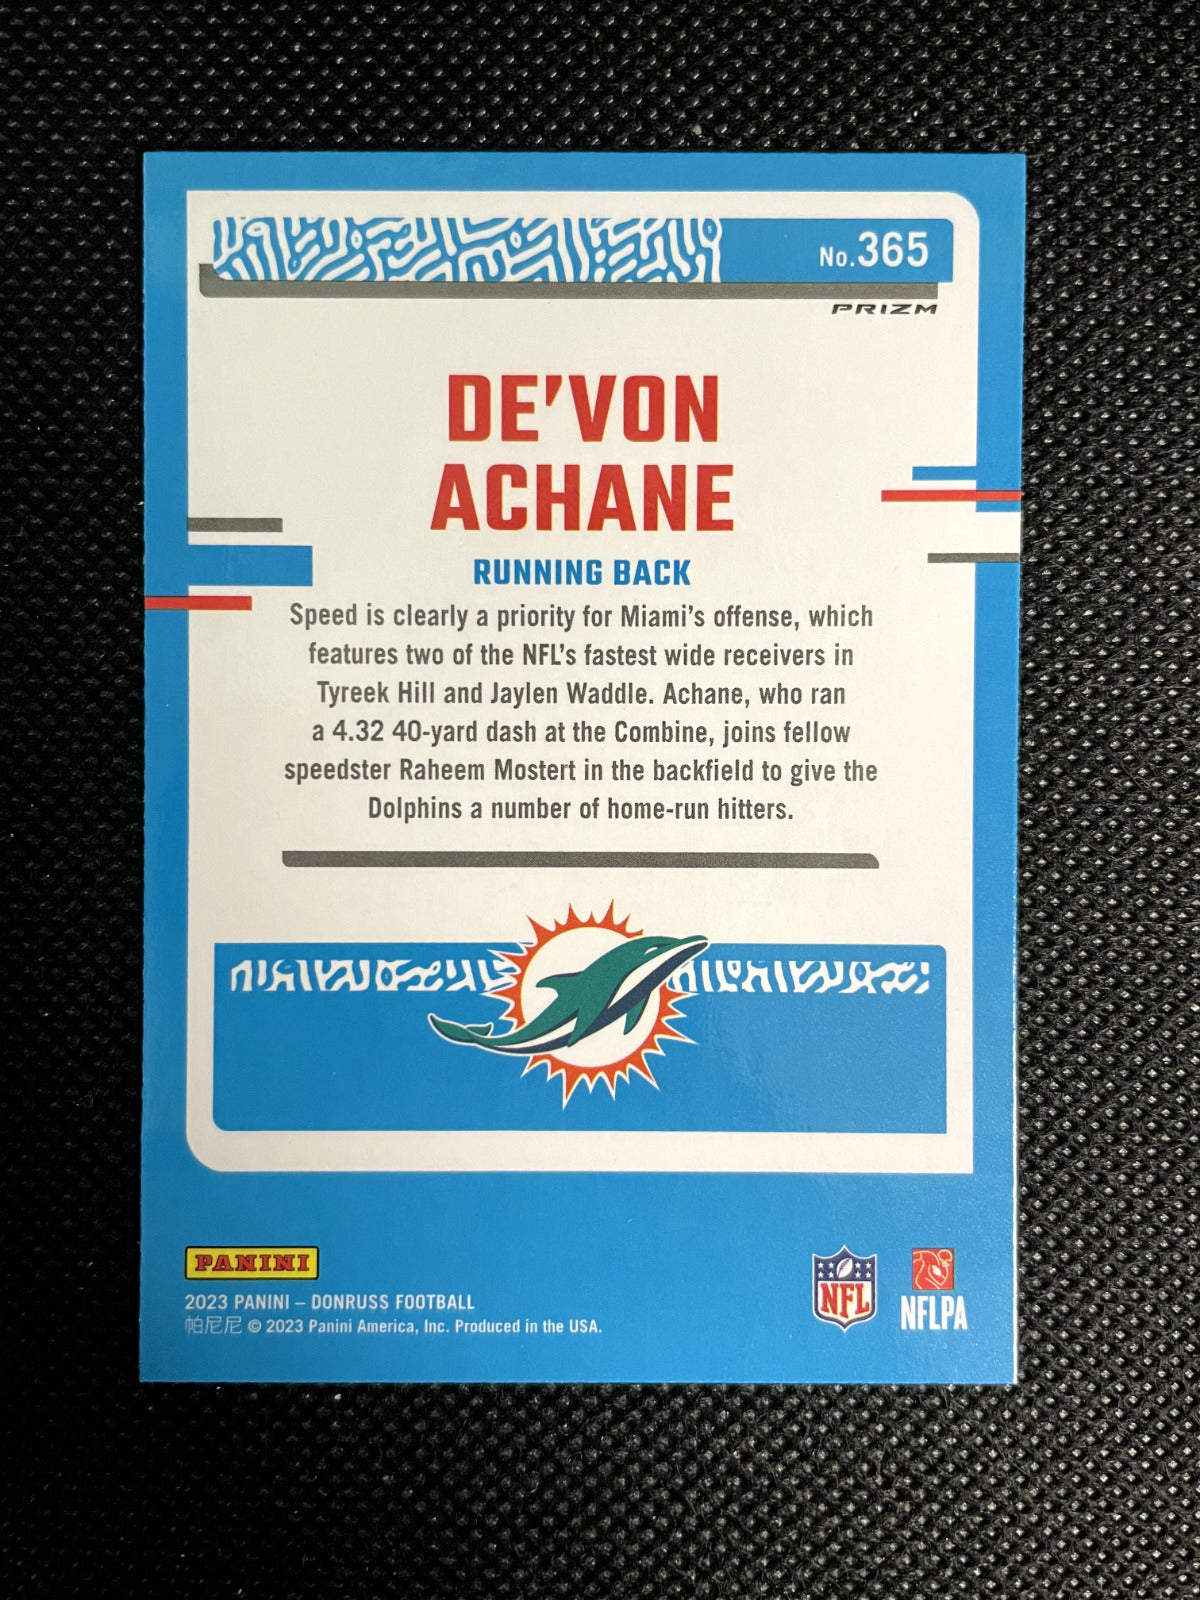 No.365
PRIZM
DE'VON
ACHANE
RUNNING BACK
Speed is clearly a priority for Miami's offense, which
features two of the NFL's fastest wide receivers in
Tyreek Hill and Jaylen Waddle. Achane, who ran
a 4.32 40-yard dash at the Combine, joins fellow
speedster Raheem Mostert in the backfield to give the
Dolphins a number of home-run hitters.
PANINI
2023 PANINI – DONRUSS FOOTBALL
帕尼尼 © 2023 Panini America, Inc. Produced in the USA.
NFL
NFLPA